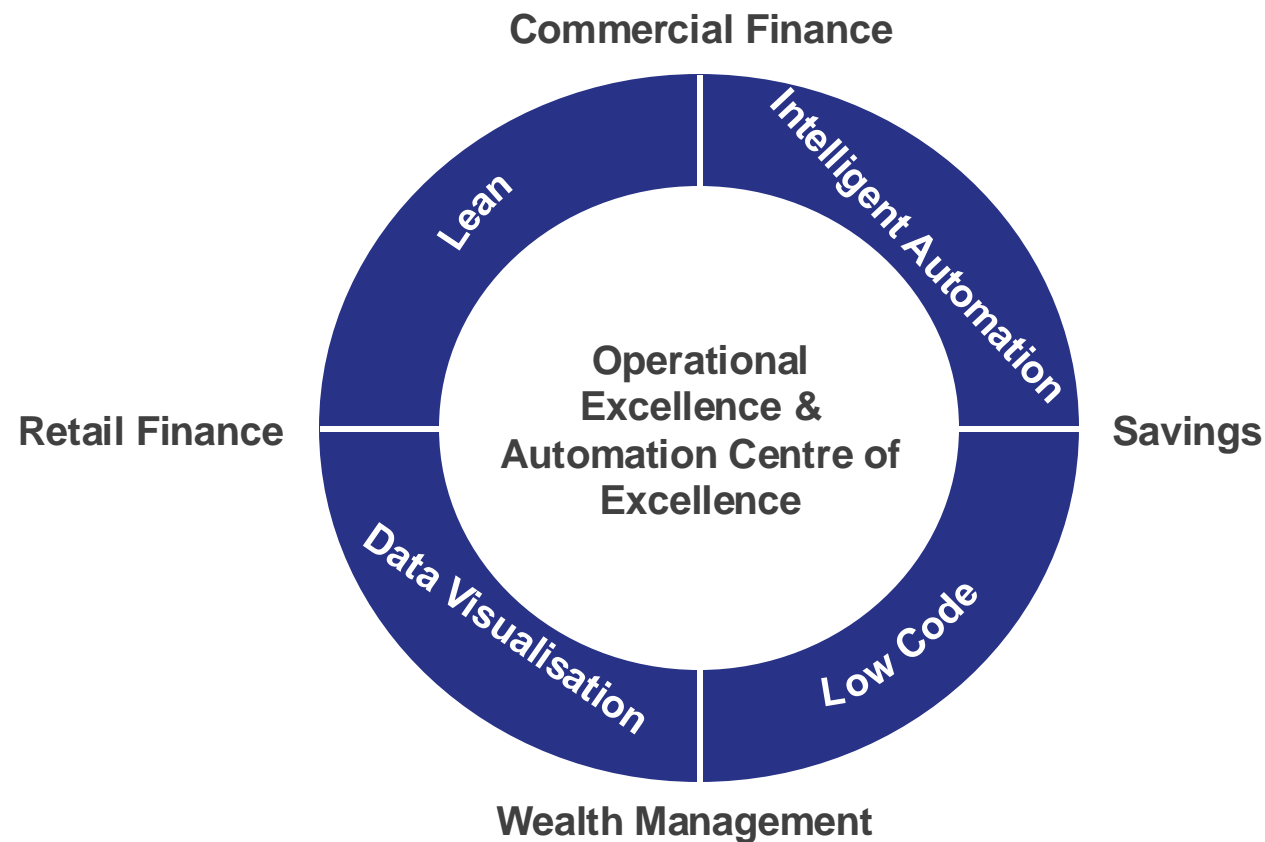 Commercial Finance
Intelligent Automation
Lean
Operational
Excellence &
Automation Centre of
Excellence
Retail Finance
Savings
Data Visualisation
Low Code
Wealth Management